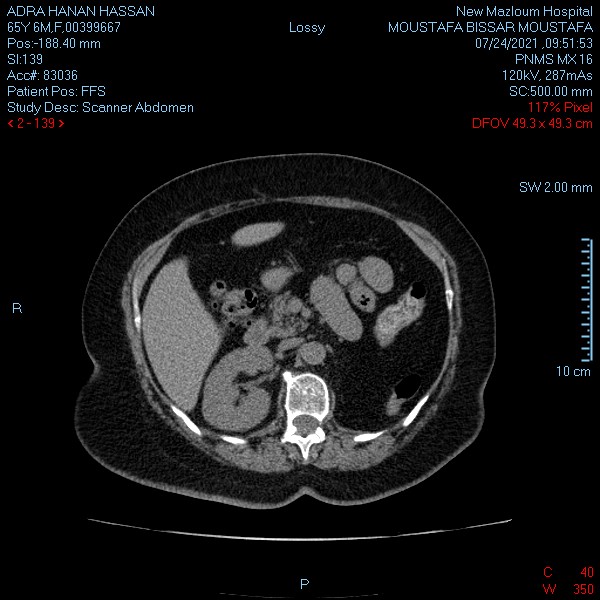 ADRA HANAN HASSAN
65Y 6M,F,00399667
Pos:-188.40 mm
SI:139
Acc#: 83036
Patient Pos: FFS
Study Desc: Scanner Abdomen
< 2 - 139 >
Lossy
New Mazloum Hospital
MOUSTAFA BISSAR MOUSTAFA
07/24/2021 ,09:51:53
PNMS MX 16
120kV, 287mAs
SC:500.00 mm
117% Pixel
DFOV 49.3 x 49.3 cm
SW 2.00 mm
R
10 cm
P
C 40
W 350